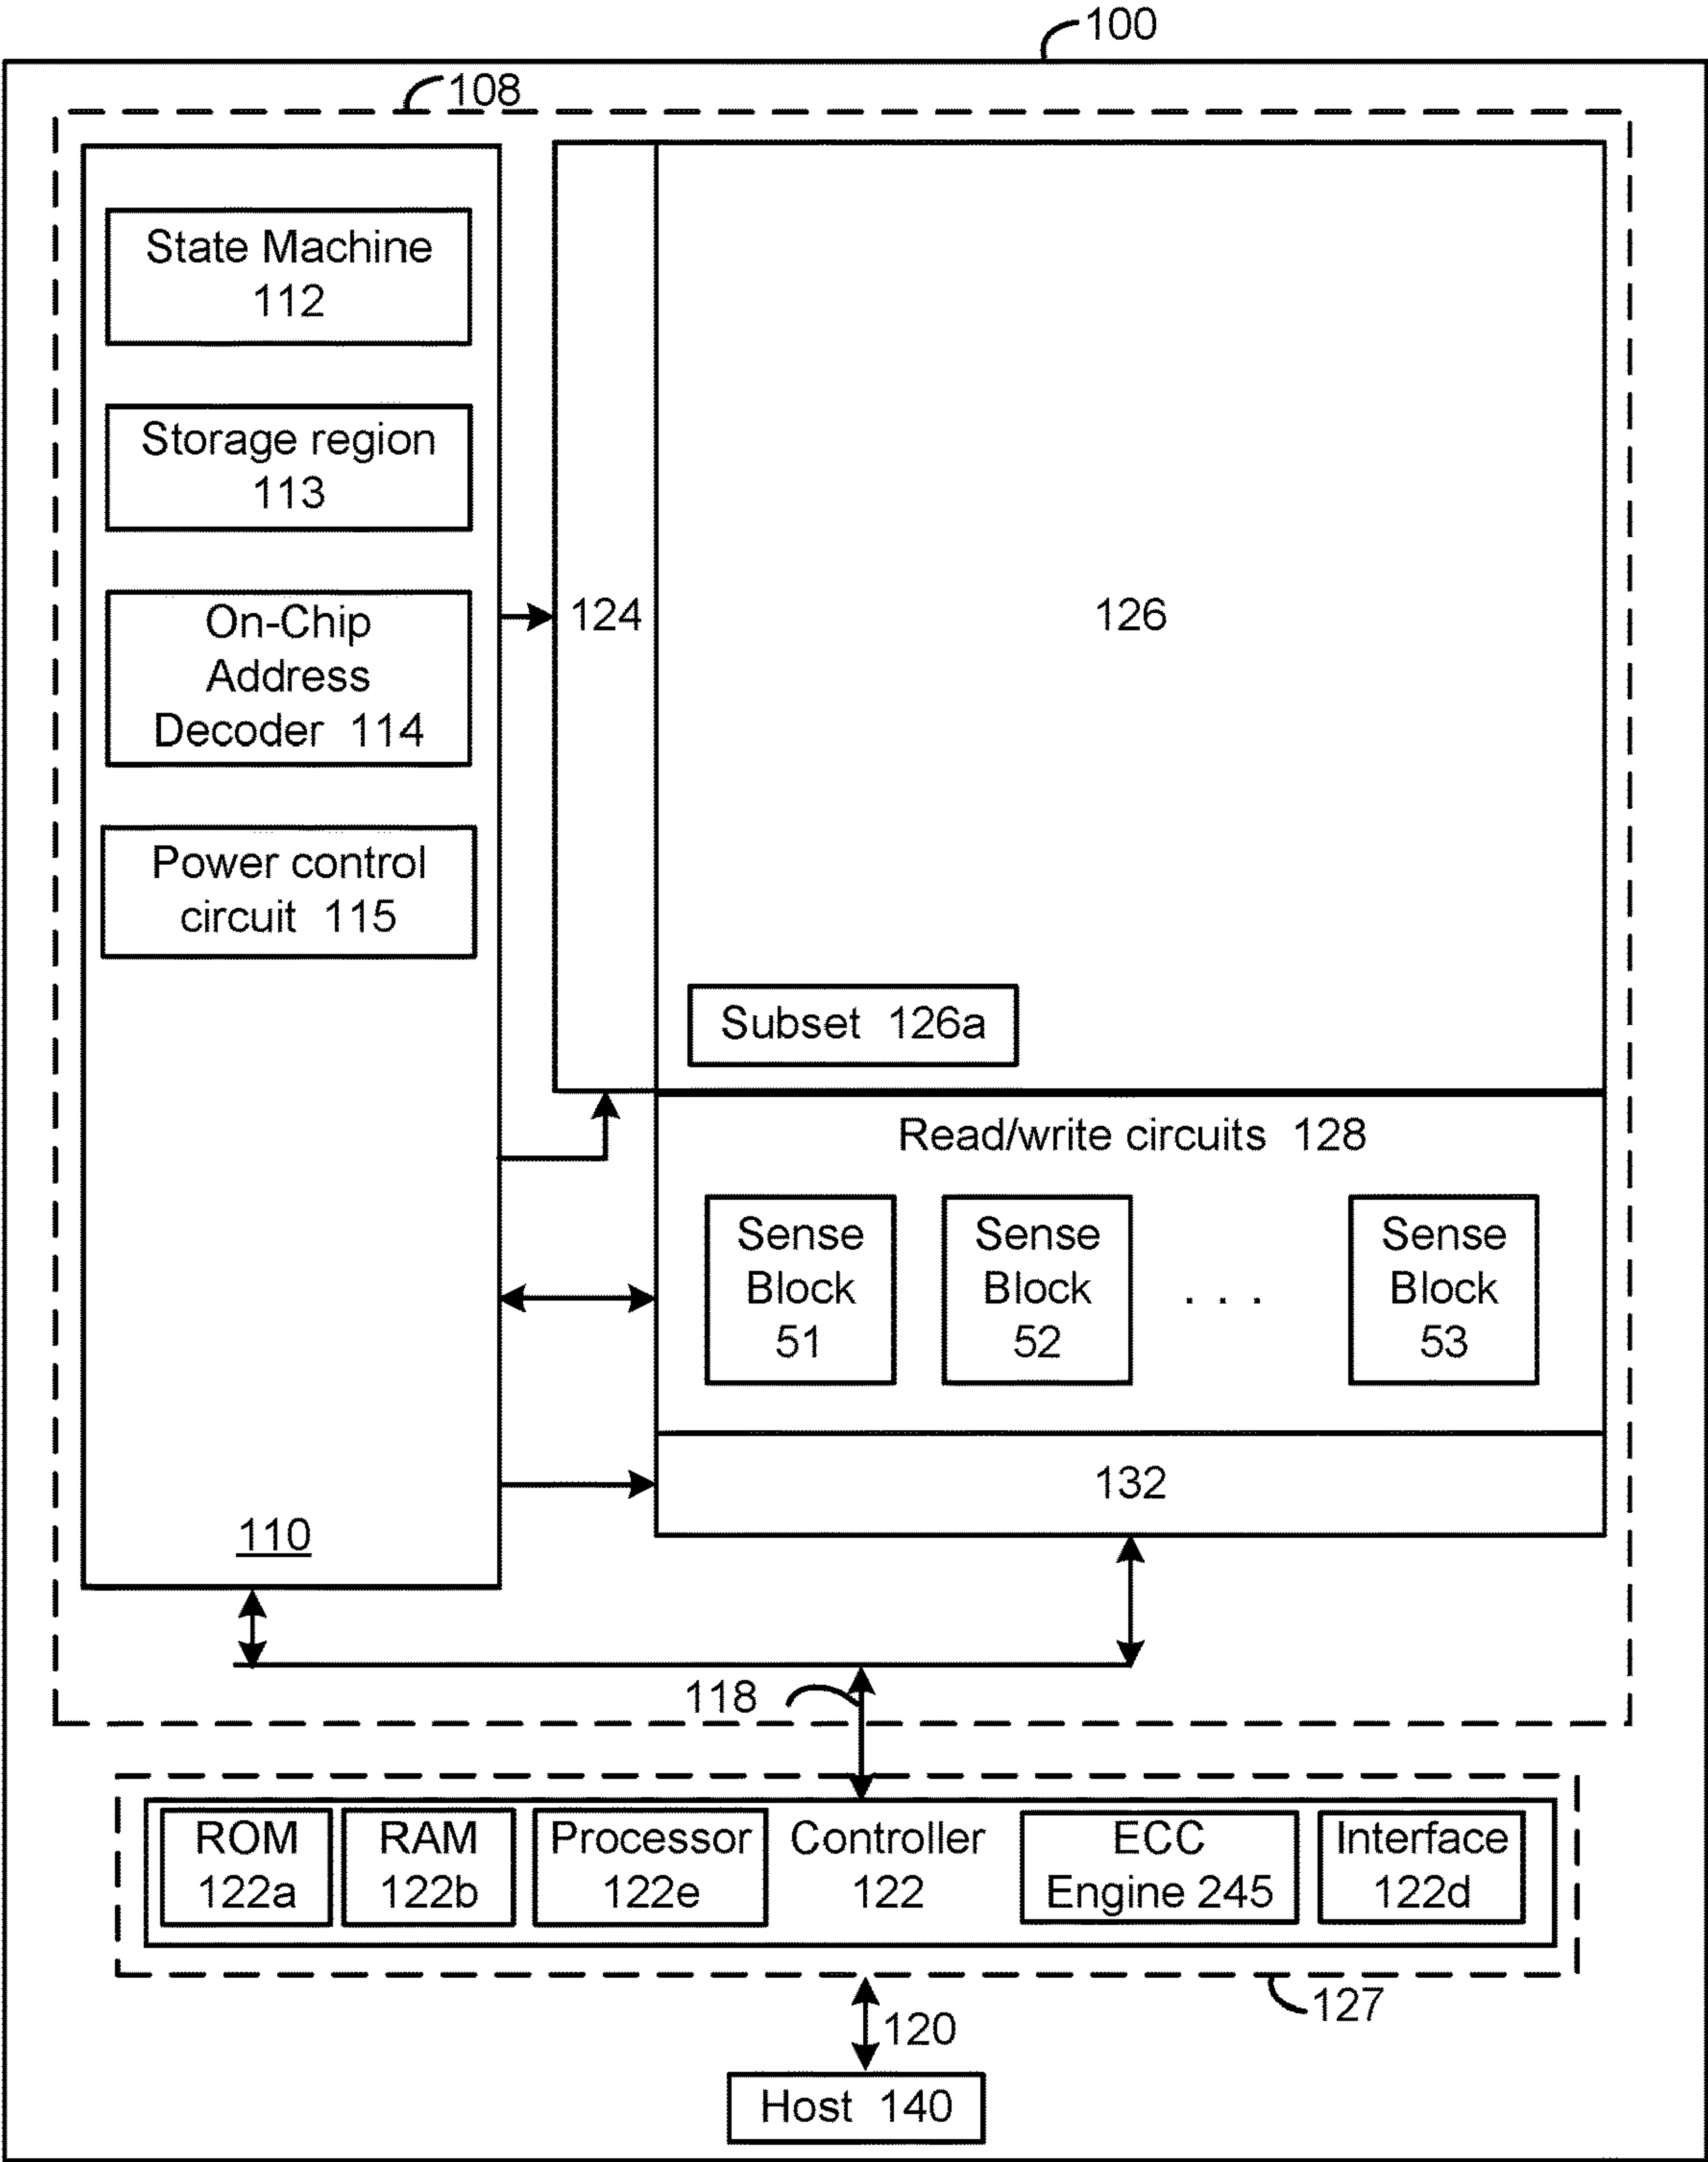 100
108
State Machine
112
Storage region
113
On-Chip
Address
Decoder 114
Power control
circuit 115
110
124
126
Subset 126a
Read/write circuits 128
Sense
Block
51
Sense
Block
52
. . .
Sense
Block
53
132
118
ROM
122a
RAM
122b
Processor
122e
Controller
122
ECC
Engine 245
Interface
122d
127
120
Host 140